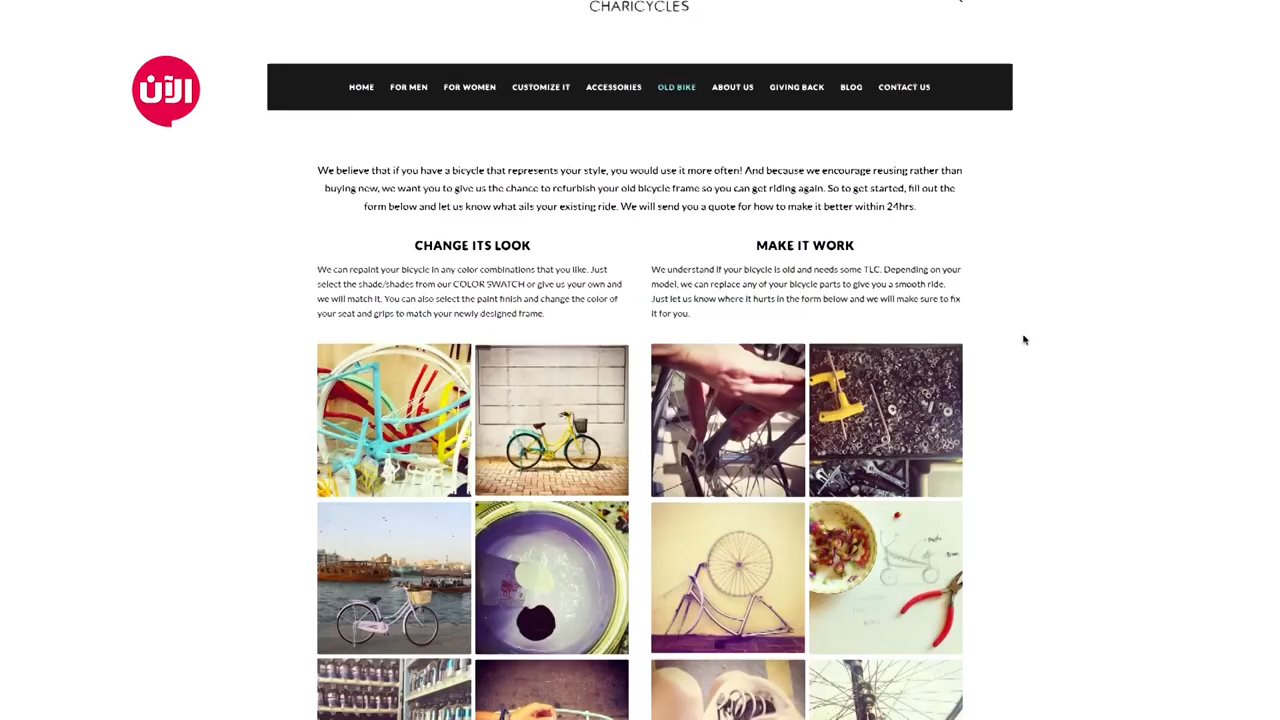 CHARICYCLES
الآن
HOME FOR MEN FOR WOMEN CUSTOMIZE IT ACCESSORIES OLD BIKE ABOUT US GIVING BACK BLOG CONTACT US
We believe that if you have a bicycle that represents your style, you would use it more often! And because we encourage reusing rather than
buying new, we want you to give us the chance to refurbish your old bicycle frame so you can get riding again. So to get started, fill out the
form below and let us know what ails your existing ride. We will send you a quote for how to make it better within 24hrs.
CHANGE ITS LOOK
We can repaint your bicycle in any color combinations that you like. Just
select the shade/shades from our COLOR SWATCH or give us your own and
we will match it. You can also select the paint finish and change the color of
your seat and grips to match your newly designed frame.
MAKE IT WORK
We understand if your bicycle is old and needs some TLC. Depending on your
model, we can replace any of your bicycle parts to give you a smooth ride.
Just let us know where it hurts in the form below and we will make sure to fix
it for you.